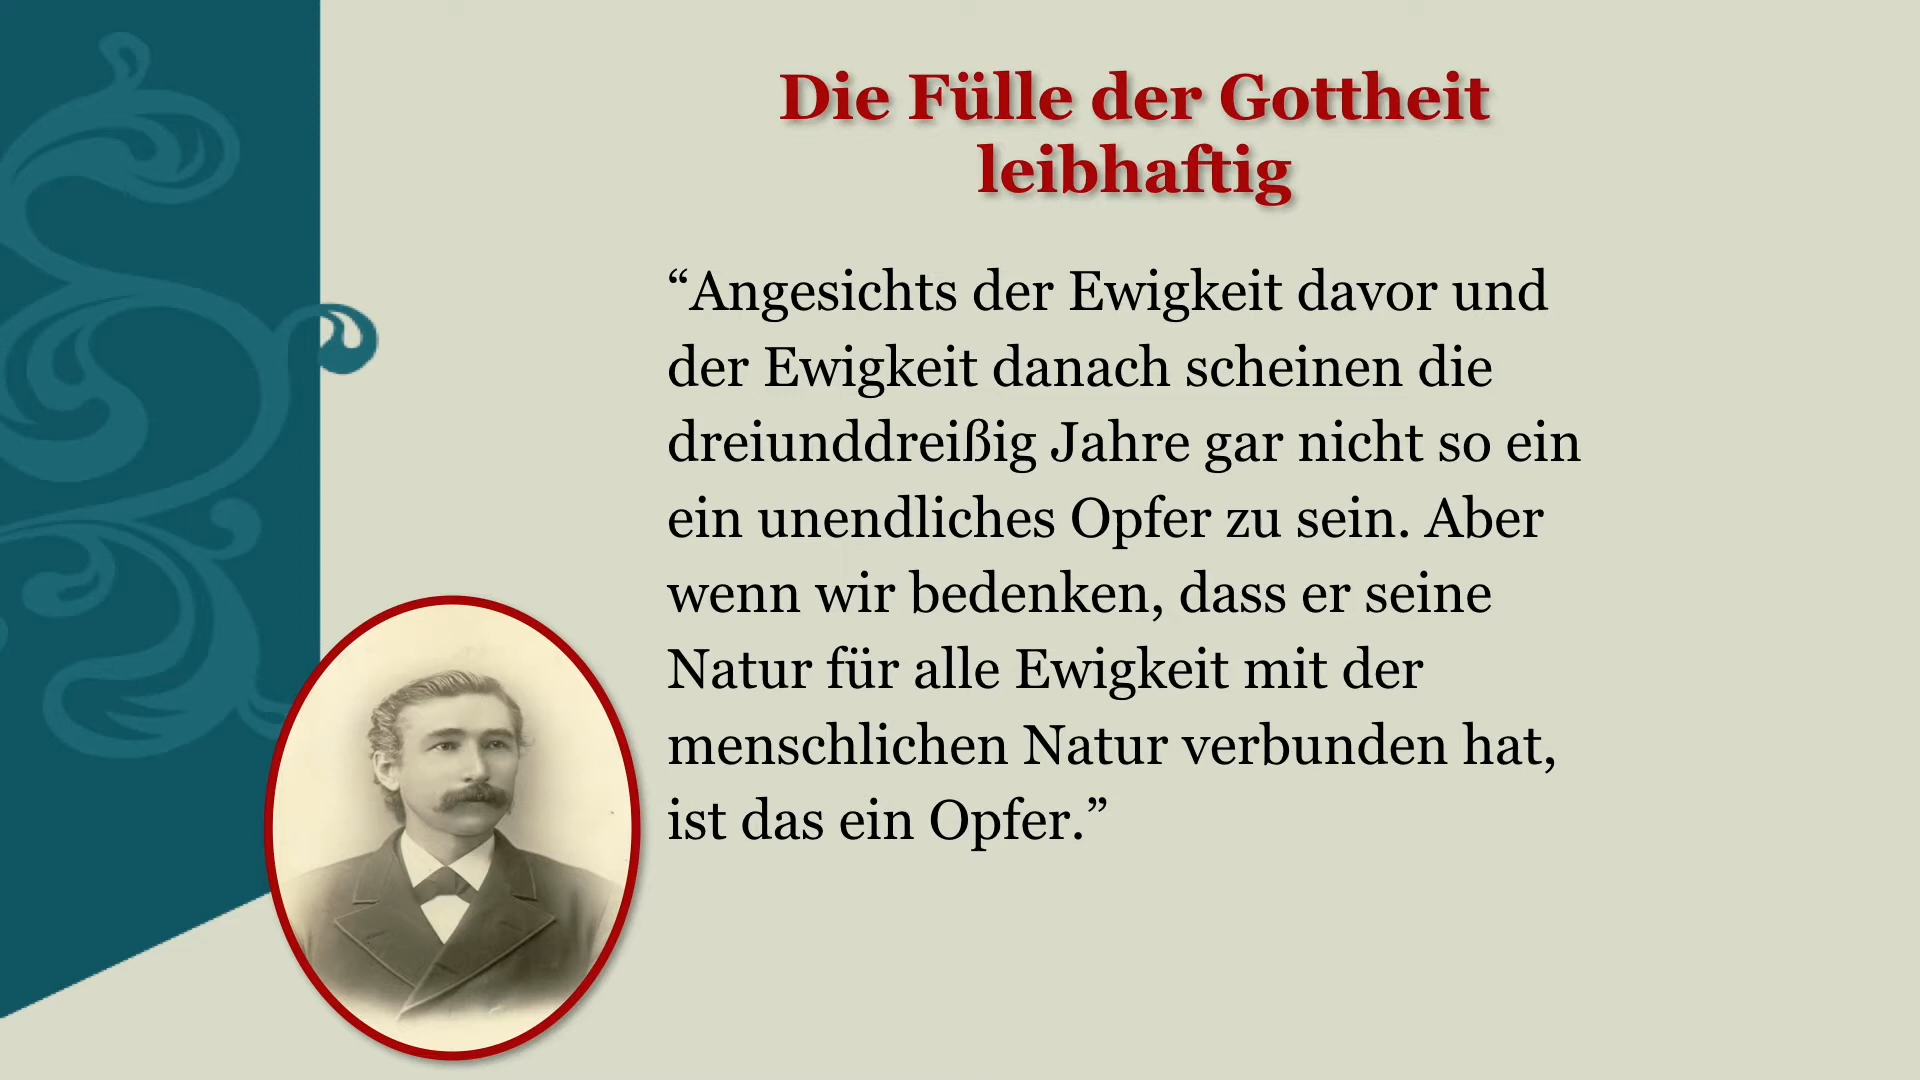 Die Fülle der Gottheit
leibhaftig
“Angesichts der Ewigkeit davor und
der Ewigkeit danach scheinen die
dreiunddreißig Jahre gar nicht so ein
ein unendliches Opfer zu sein. Aber
wenn wir bedenken, dass er seine
Natur für alle Ewigkeit mit der
menschlichen Natur verbunden hat,
ist das ein Opfer.”